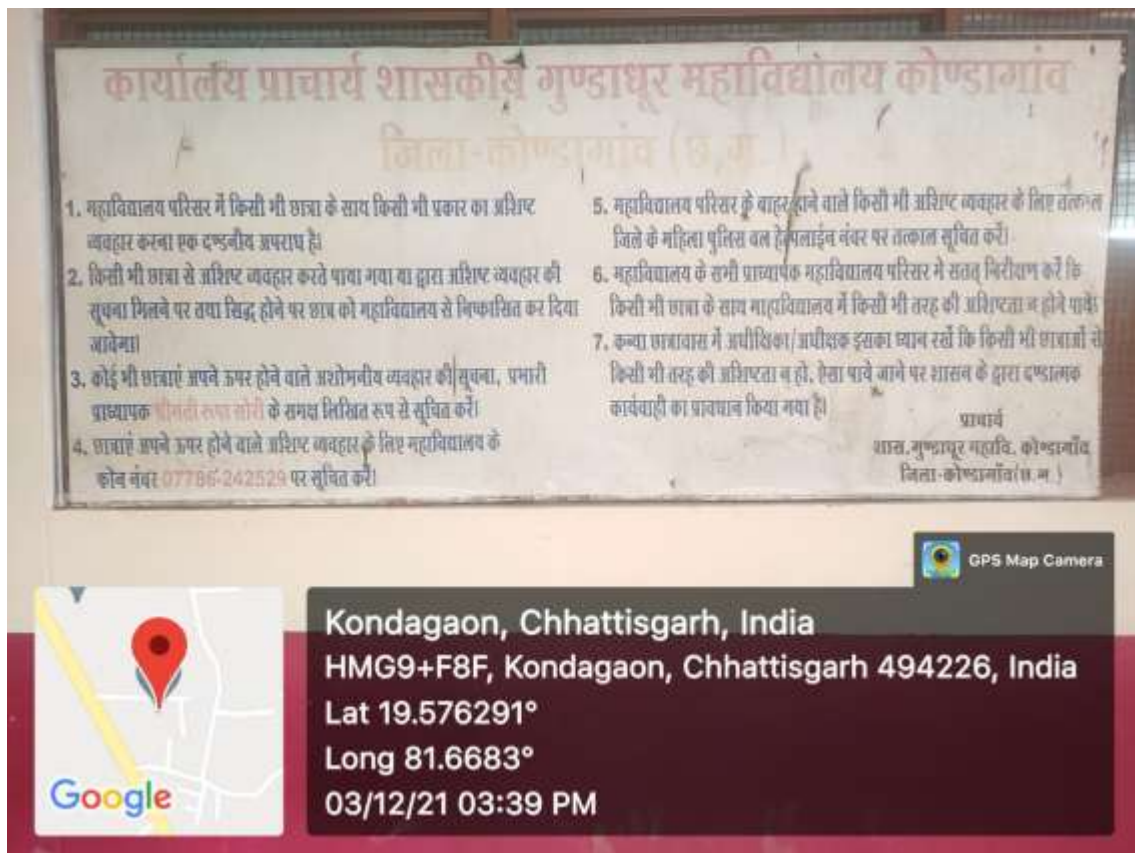 कार्यालय प्राचार्य शासकीय गुण्डाधूर महाविद्यालय कोण्डागांव
जिला-कोण्डागांव (छ.ग.)
1. महाविद्यालय परिसर में किसी भी छात्रा के साथ किसी भी प्रकार का अशिष्ट
व्यवहार करना एक दण्डनीय अपराध है।
2. किसी भी छात्रा से अशिष्ट व्यवहार करते पाया गया या द्वारा अशिष्ट व्यवहार की
सूचना मिलने पर तथा सिद्ध होने पर छात्र को महाविद्यालय से निष्कासित कर दिया
जावेगा।
3. कोई भी छात्राएं अपने ऊपर होने वाले अशोभनीय व्यवहार की सूचना, प्रभारी
प्राध्यापक श्रीमती रूपा सोरी के समक्ष लिखित रूप से सूचित करें।
4. छात्राएं अपने ऊपर होने वाले अशिष्ट व्यवहार के लिए महाविद्यालय के
फोन नंबर 07786-242529 पर सूचित करें।
5. महाविद्यालय परिसर के बाहर होने वाले किसी भी अशिष्ट व्यवहार के लिए तत्काल
जिले के महिला पुलिस बल हेल्पलाईन नंबर पर तत्काल सूचित करें।
6. महाविद्यालय के सभी प्राध्यापक महाविद्यालय परिसर मे सतत् निरीक्षण करें कि
किसी भी छात्रा के साथ माहाविद्यालय में किसी भी तरह की अशिष्टता न होने पावें।
7. कन्या छात्रावास में अधीक्षिका/अधीक्षक इसका ध्यान रखें कि किसी भी छात्राओं से
किसी भी तरह की अशिष्टता न हो, ऐसा पाये जाने पर शासन के द्वारा दण्डात्मक
कार्यवाही का प्रावधान किया गया है।
प्राचार्य
शास.गुण्डाधूर महावि. कोण्डागाँव
जिला-कोण्डागाँव(छ.ग.)
GPS Map Camera
Google
Kondagaon, Chhattisgarh, India
HMG9+F8F, Kondagaon, Chhattisgarh 494226, India
Lat 19.576291°
Long 81.6683°
03/12/21 03:39 PM